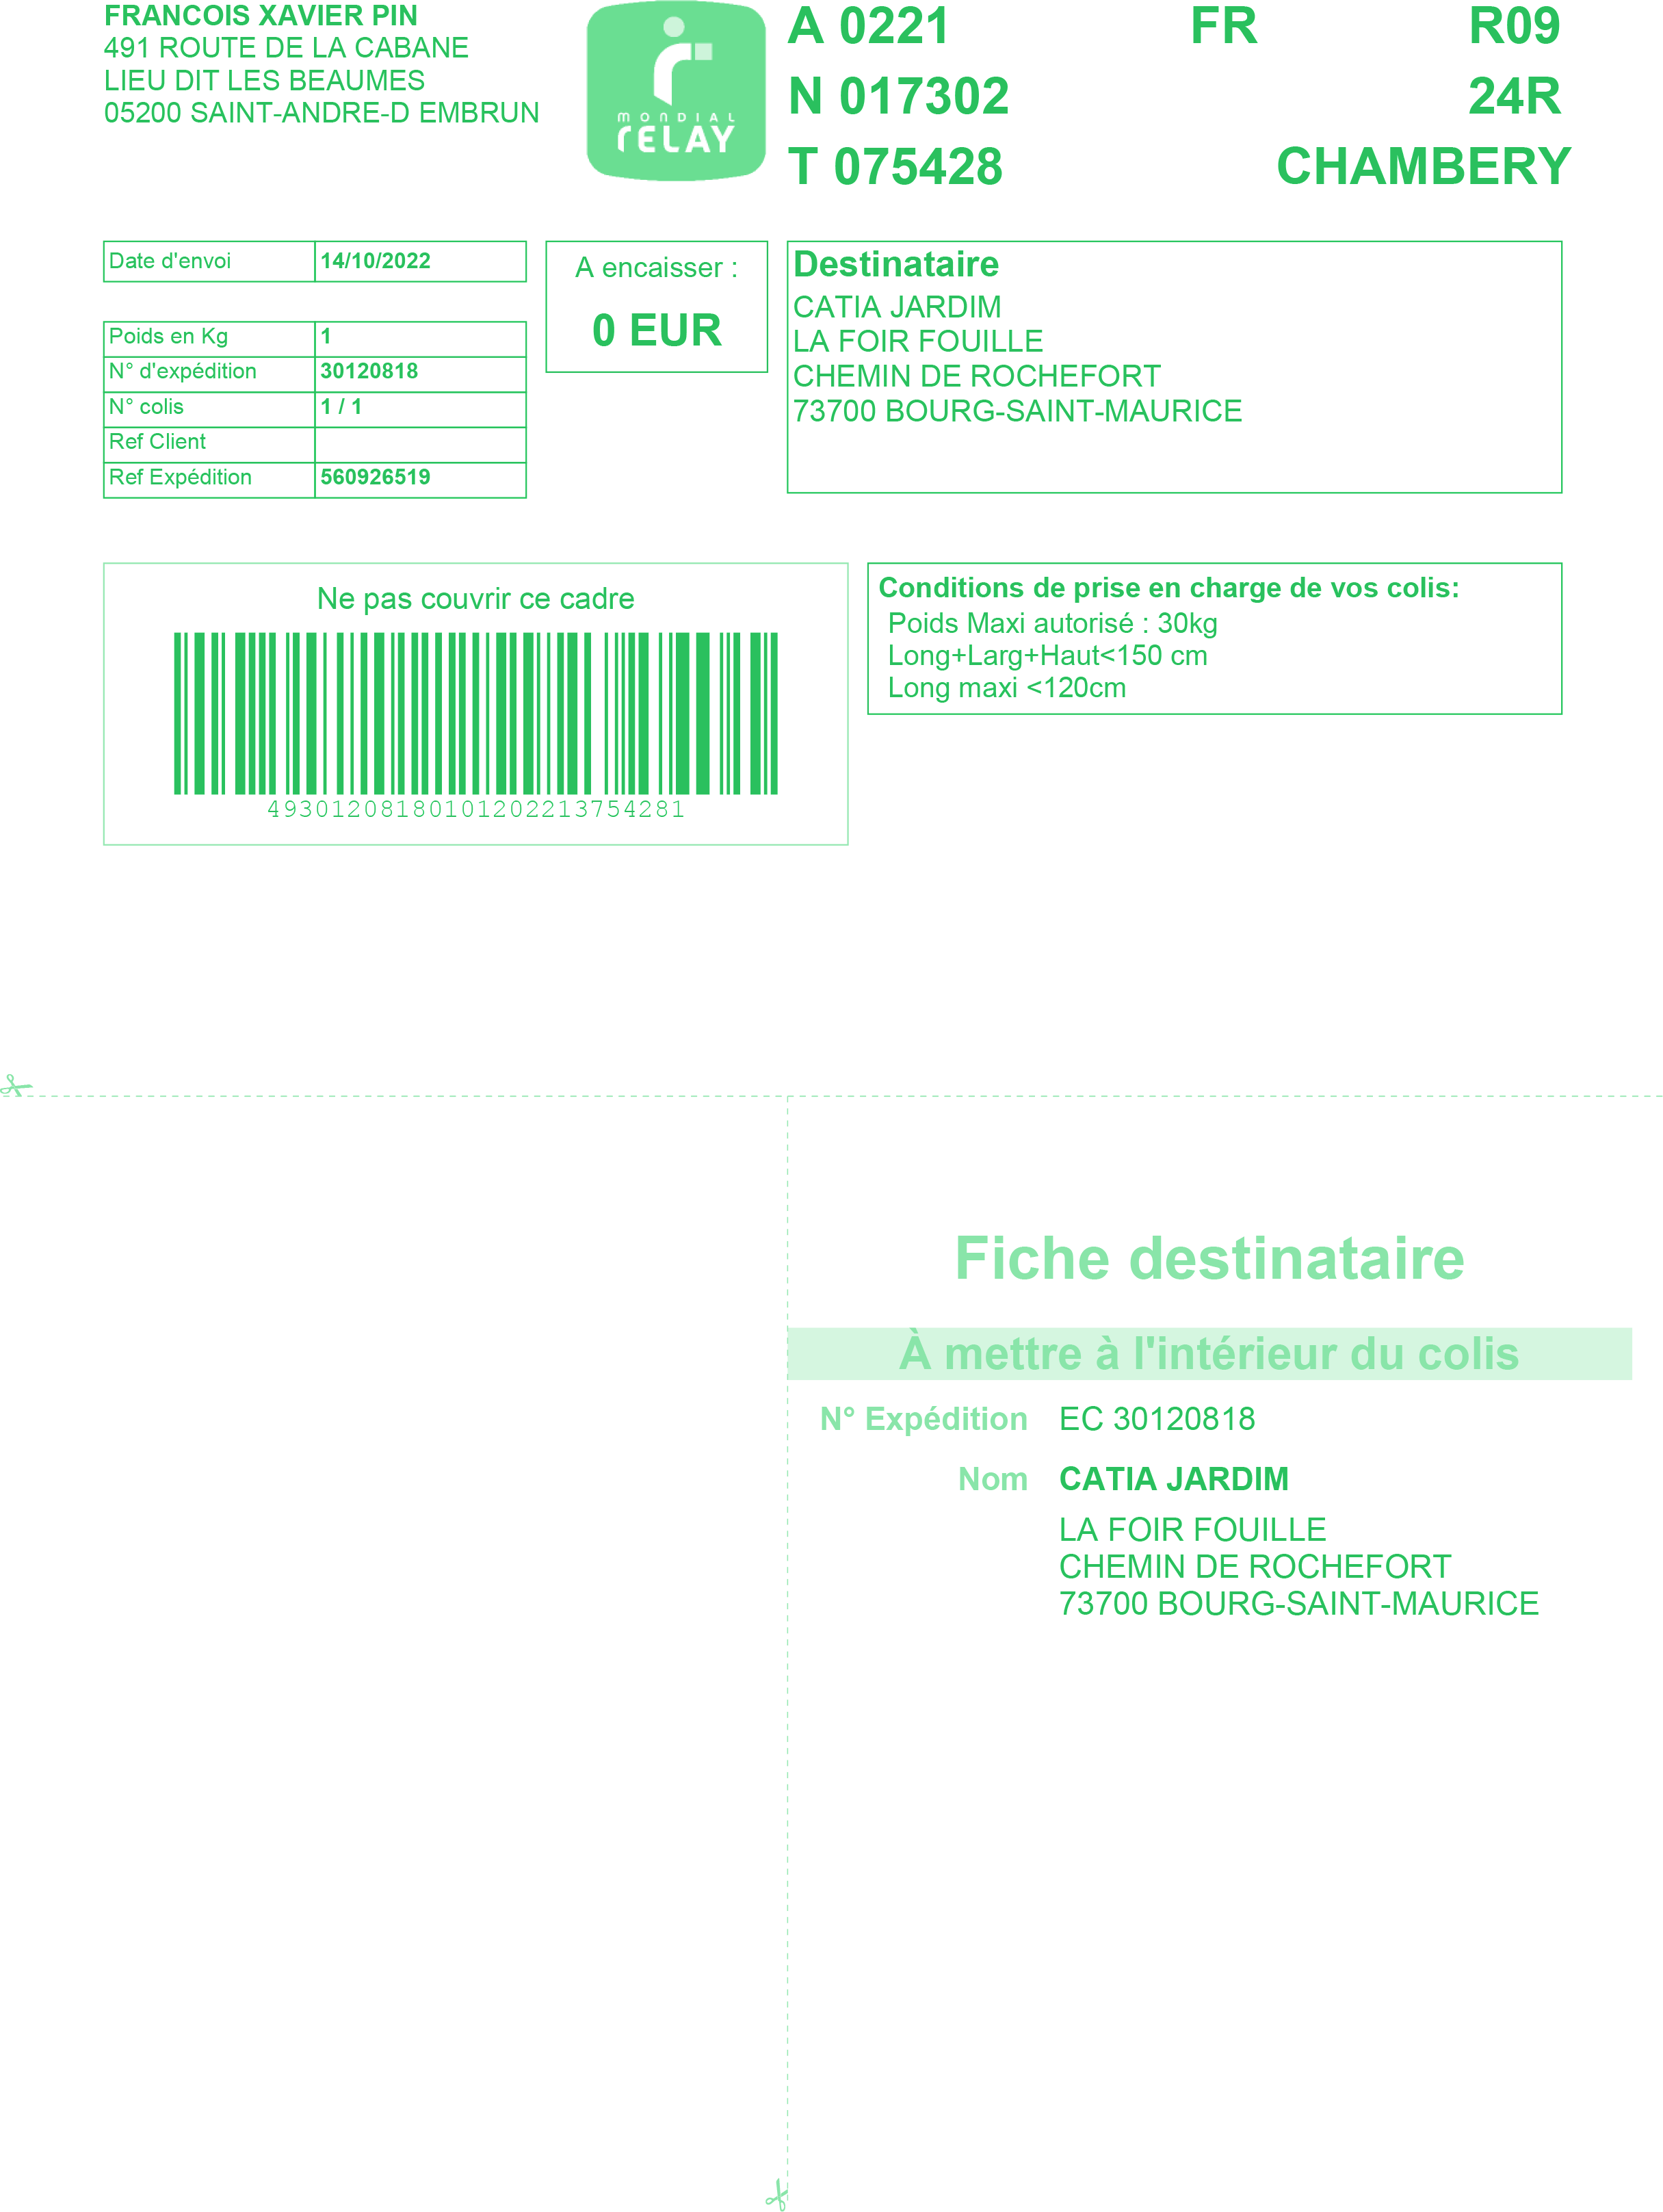 FRANCOIS XAVIER PIN
491 ROUTE DE LA CABANE
LIEU DIT LES BEAUMES
05200 SAINT-ANDRE-D EMBRUN
MONDIAL
RELAY
A 0221 FR R09
N 017302 24R
T 075428 CHAMBERY
Date d'envoi 14/10/2022
Poids en Kg 1
N° d'expédition 30120818
N° colis 1 / 1
Ref Client
Ref Expédition 560926519
A encaisser :
0 EUR
Destinataire
CATIA JARDIM
LA FOIR FOUILLE
CHEMIN DE ROCHEFORT
73700 BOURG-SAINT-MAURICE
Ne pas couvrir ce cadre
49301208180101202213754281
Conditions de prise en charge de vos colis:
Poids Maxi autorisé : 30kg
Long+Larg+Haut<150 cm
Long maxi <120cm
Fiche destinataire
À mettre à l'intérieur du colis
N° Expédition EC 30120818
Nom CATIA JARDIM
LA FOIR FOUILLE
CHEMIN DE ROCHEFORT
73700 BOURG-SAINT-MAURICE